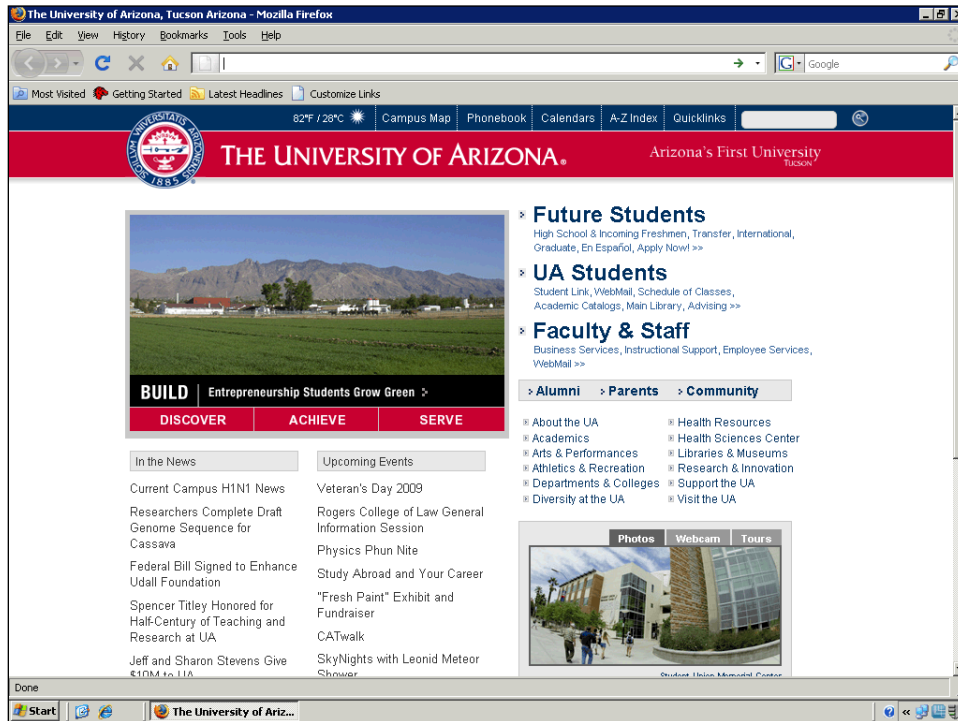 The University of Arizona, Tucson Arizona - Mozilla Firefox
File Edit View History Bookmarks Tools Help
G Google
Most Visited Getting Started Latest Headlines Customize Links
82°F / 28°C Campus Map Phonebook Calendars A-Z Index Quicklinks
THE UNIVERSITY OF ARIZONA®
Arizona's First University
TUCSON
1885
Future Students
High School & Incoming Freshmen, Transfer, International,
Graduate, En Español, Apply Now! >>
UA Students
Student Link, WebMail, Schedule of Classes,
Academic Catalogs, Main Library, Advising >>
Faculty & Staff
Business Services, Instructional Support, Employee Services,
WebMail >>
BUILD Entrepreneurship Students Grow Green
DISCOVER ACHIEVE SERVE
Alumni Parents Community
About the UA
Academics
Arts & Performances
Athletics & Recreation
Departments & Colleges
Diversity at the UA
Health Resources
Health Sciences Center
Libraries & Museums
Research & Innovation
Support the UA
Visit the UA
In the News
Current Campus H1N1 News
Researchers Complete Draft
Genome Sequence for
Cassava
Federal Bill Signed to Enhance
Udall Foundation
Spencer Titley Honored for
Half-Century of Teaching and
Research at UA
Jeff and Sharon Stevens Give
$10M to UA
Upcoming Events
Veteran's Day 2009
Rogers College of Law General
Information Session
Physics Phun Nite
Study Abroad and Your Career
"Fresh Paint" Exhibit and
Fundraiser
CATwalk
SkyNights with Leonid Meteor
Shower
Photos Webcam Tours
Student Union Memorial Center
Done
Start The University of Ariz...